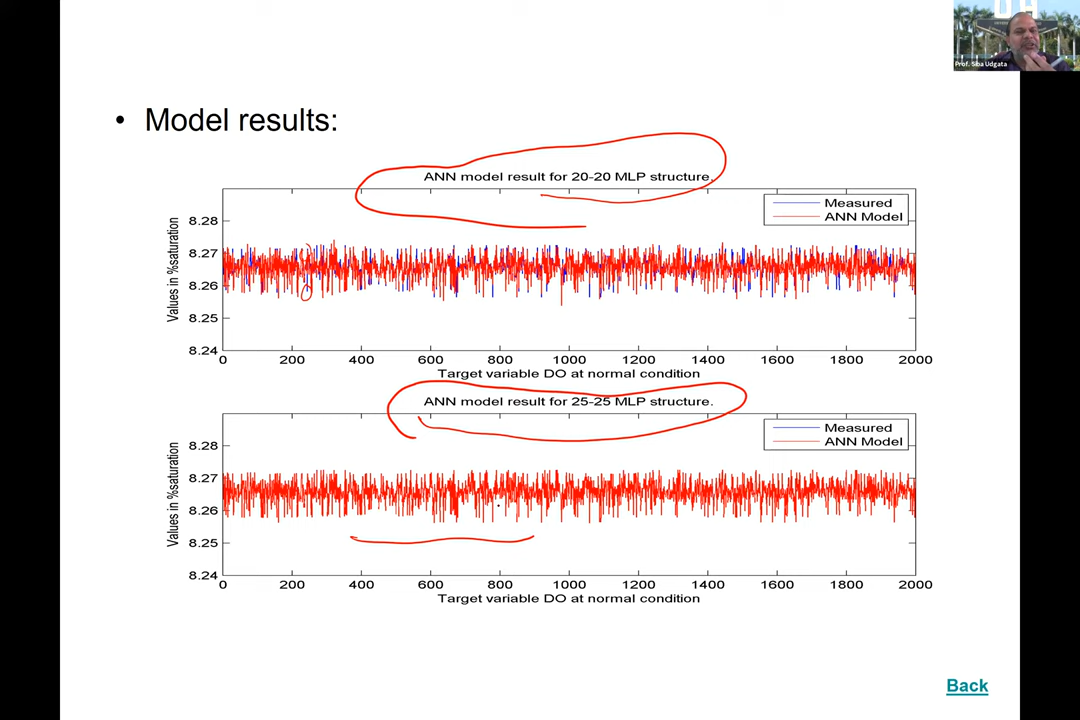 Prof. Siba Udgata
• Model results:
ANN model result for 20-20 MLP structure.
Measured
ANN Model
Values in %saturation
8.28
8.27
8.26
8.25
8.24
0 200 400 600 800 1000 1200 1400 1600 1800 2000
Target variable DO at normal condition
ANN model result for 25-25 MLP structure.
Measured
ANN Model
Values in %saturation
8.28
8.27
8.26
8.25
8.24
0 200 400 600 800 1000 1200 1400 1600 1800 2000
Target variable DO at normal condition
Back